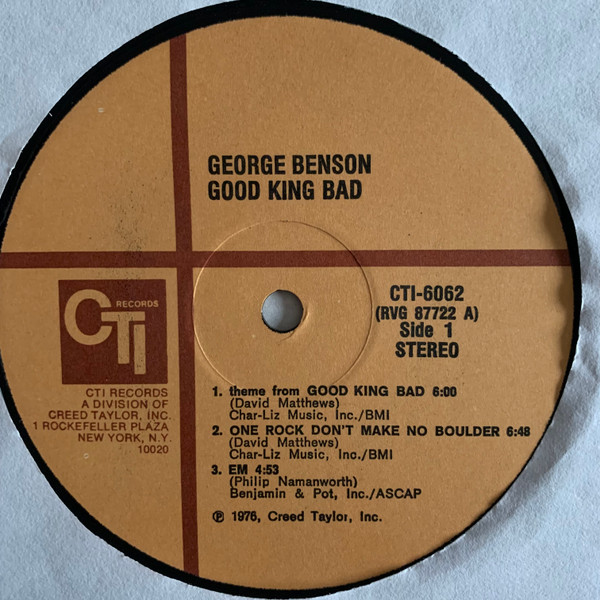 GEORGE BENSON
GOOD KING BAD
CTI RECORDS
CTI RECORDS
A DIVISION OF
CREED TAYLOR, INC.
1 ROCKEFELLER PLAZA
NEW YORK, N.Y.
10020
CTI-6062
(RVG 87722 A)
Side 1
STEREO
1. theme from GOOD KING BAD 6:00
(David Matthews)
Char-Liz Music, Inc./BMI
2. ONE ROCK DON'T MAKE NO BOULDER 6:48
(David Matthews)
Char-Liz Music, Inc./BMI
3. EM 4:53
(Philip Namanworth)
Benjamin & Pot, Inc./ASCAP
℗ 1976, Creed Taylor, Inc.